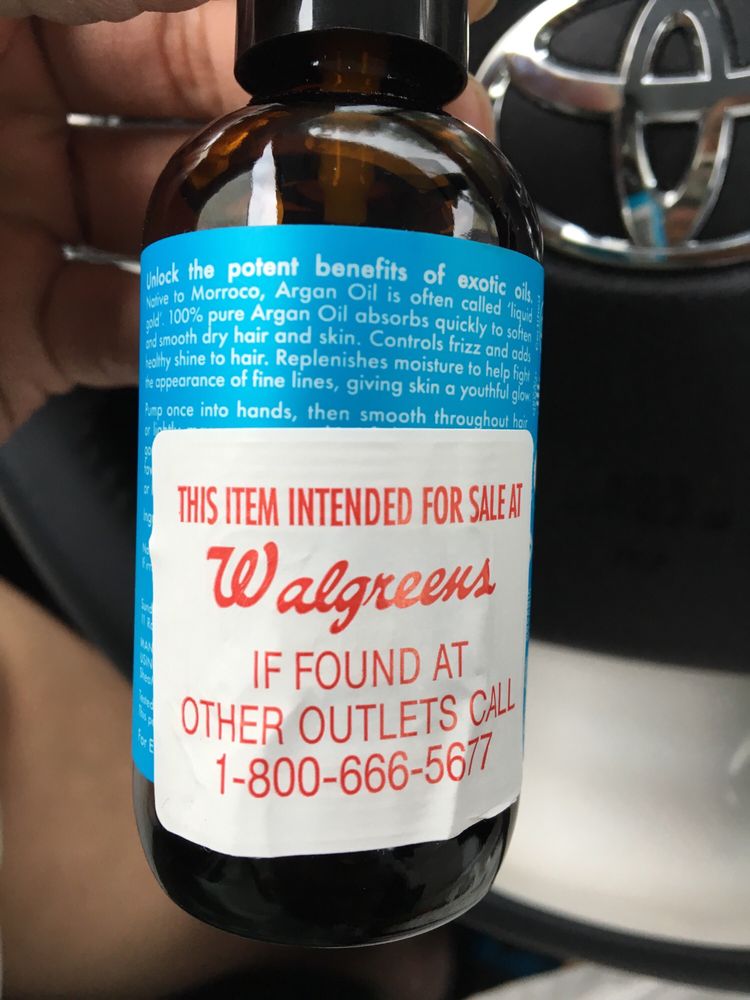 Unlock the potent benefits of exotic oils.
Native to Morroco, Argan Oil is often called 'liquid
gold'. 100% pure Argan Oil absorbs quickly to soften
and smooth dry hair and skin. Controls frizz and adds
healthy shine to hair. Replenishes moisture to help fight
the appearance of fine lines, giving skin a youthful glow
Pump once into hands, then smooth throughout hair
or lightly
THIS ITEM INTENDED FOR SALE AT
Walgreens
IF FOUND AT
OTHER OUTLETS CALL
1-800-666-5677